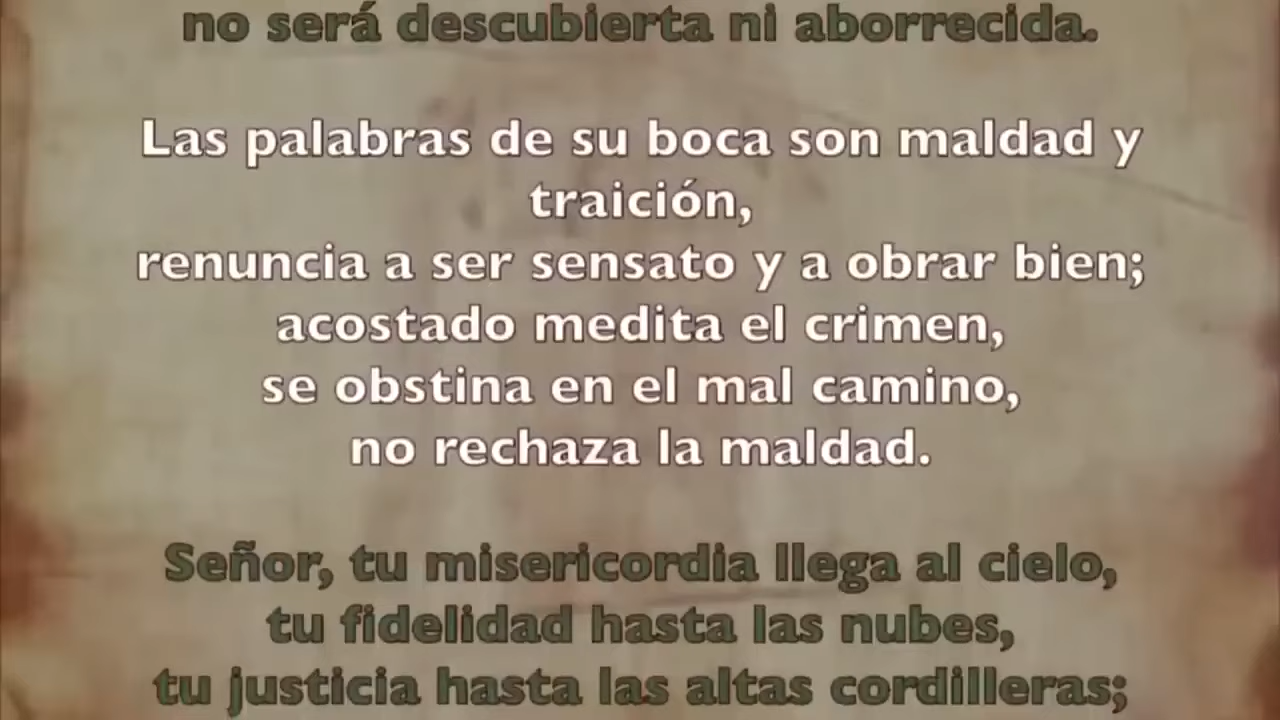 no será descubierta ni aborrecida.
Las palabras de su boca son maldad y
traición,
renuncia a ser sensato y a obrar bien;
acostado medita el crimen,
se obstina en el mal camino,
no rechaza la maldad.
Señor, tu misericordia llega al cielo,
tu fidelidad hasta las nubes,
tu justicia hasta las altas cordilleras;